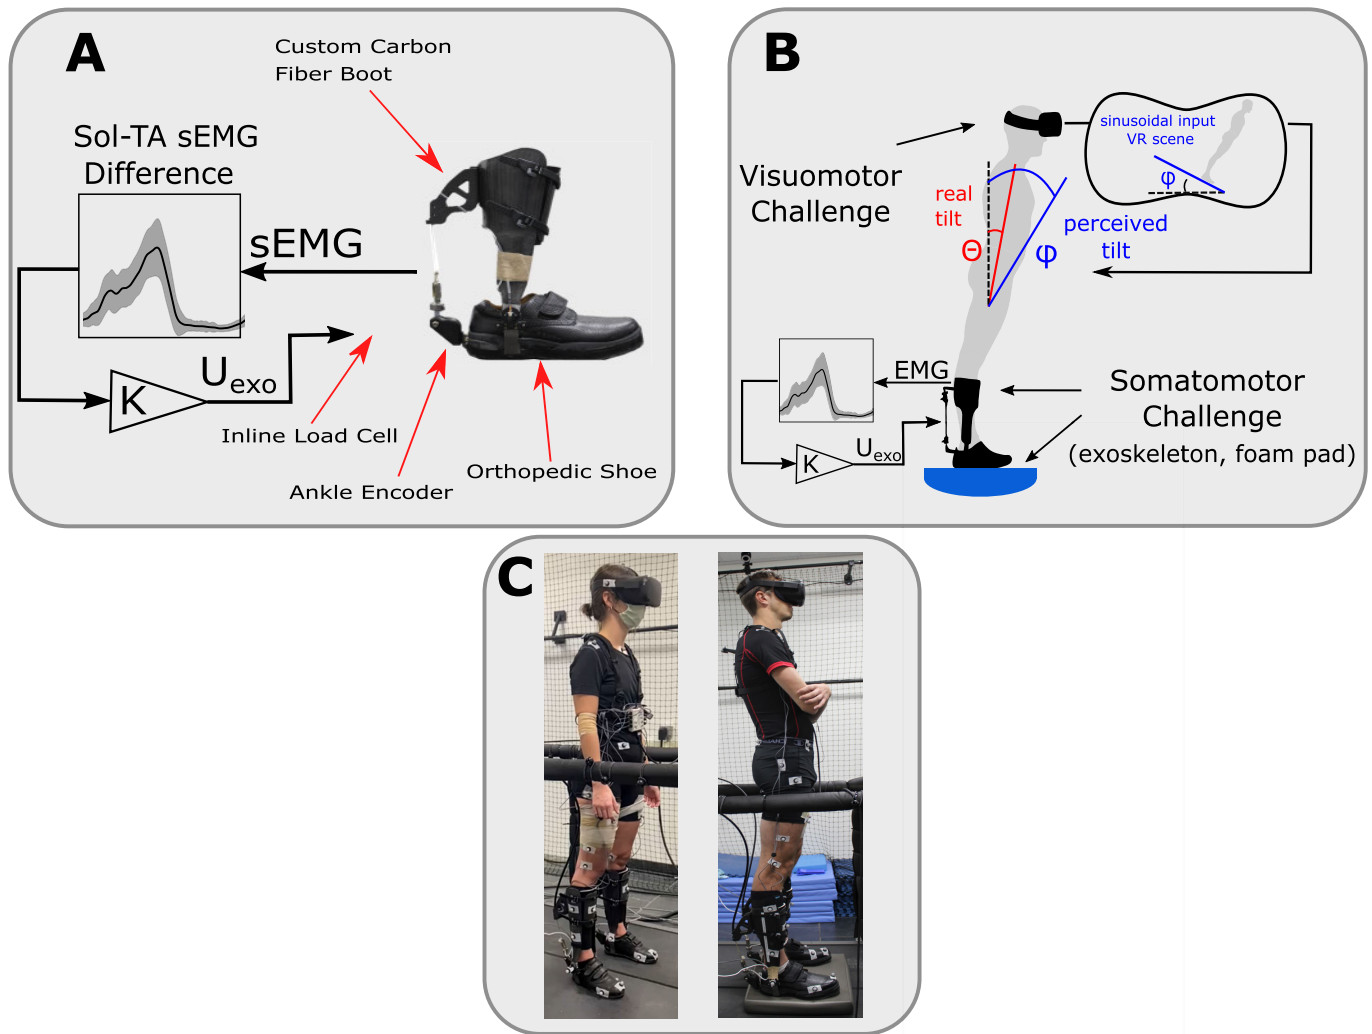 A
Custom Carbon
Fiber Boot
Sol-TA sEMG
Difference
sEMG
K
Uexo
Inline Load Cell
Ankle Encoder
Orthopedic Shoe
B
sinusoidal input
VR scene
φ
Visuomotor
Challenge
real
tilt
Θ
φ
perceived
tilt
EMG
K
Uexo
Somatomotor
Challenge
(exoskeleton, foam pad)
C